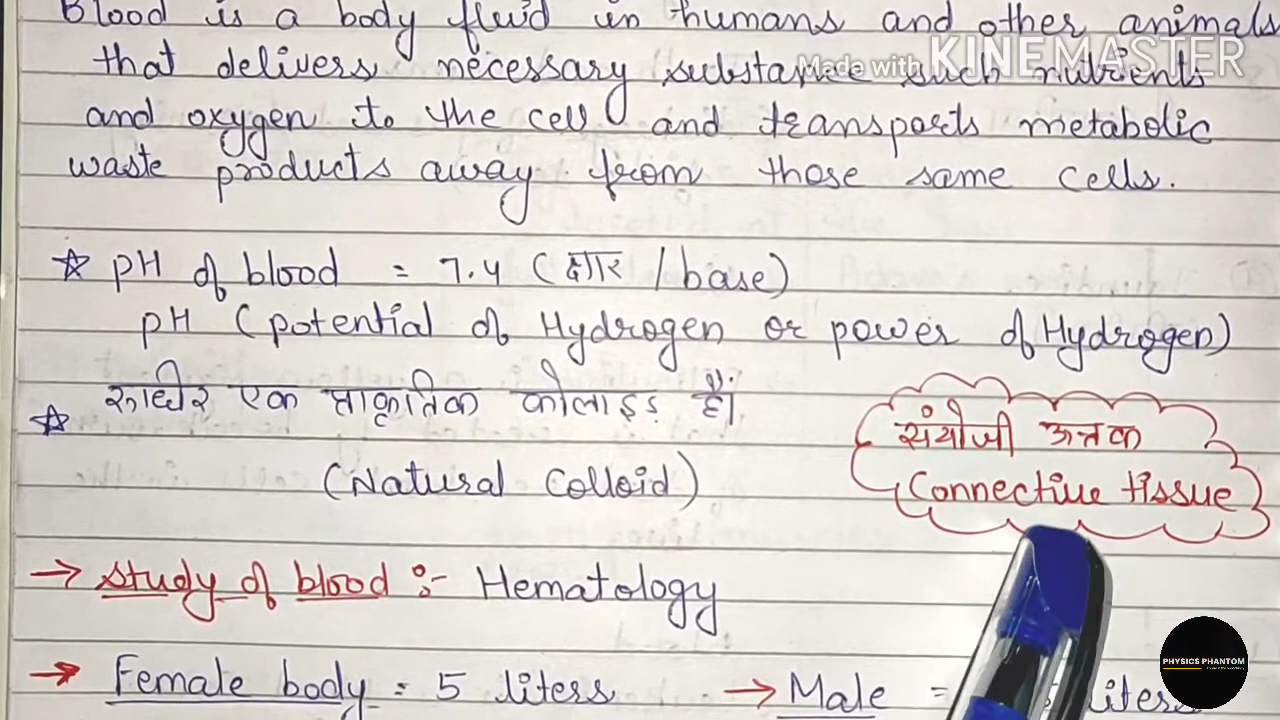 Blood is a body fluid in humans and other animals
Made with KINEMASTER
that delivers necessary substance such nutrients
and oxygen to the cell and transports metabolic
waste products away from those same cells.
☆ pH of blood = 7.4 (क्षार / base)
pH (potential of Hydrogen or power of Hydrogen)
☆ रूधीर एक प्राकृतिक कोलाइड है।
संयोजी ऊतक
(Natural Colloid)
Connective tissue
→ Study of blood :- Hematology
PHYSICS PHANTOM
→ Female body = 5 liters → Male = liters